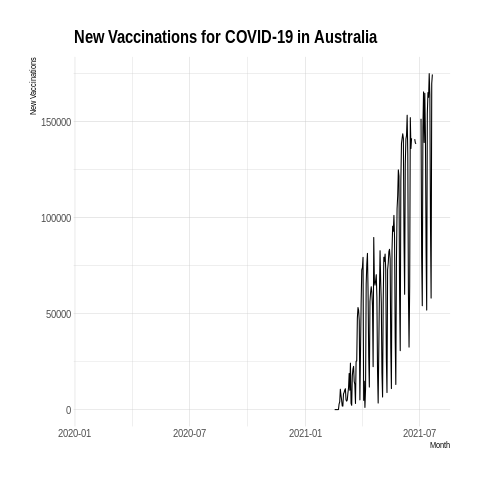 New Vaccinations for COVID-19 in Australia
New Vaccinations
150000
100000
50000
0
2020-01 2020-07 2021-01 2021-07
Month